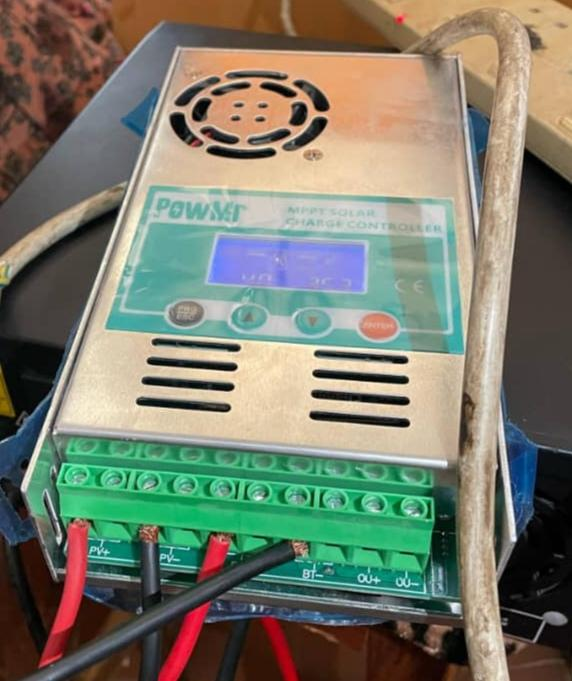 PowMr
MPPT SOLAR
CHARGE CONTROLLER
CE
ENTER
PV+
PV-
BT-
OU+
OU-